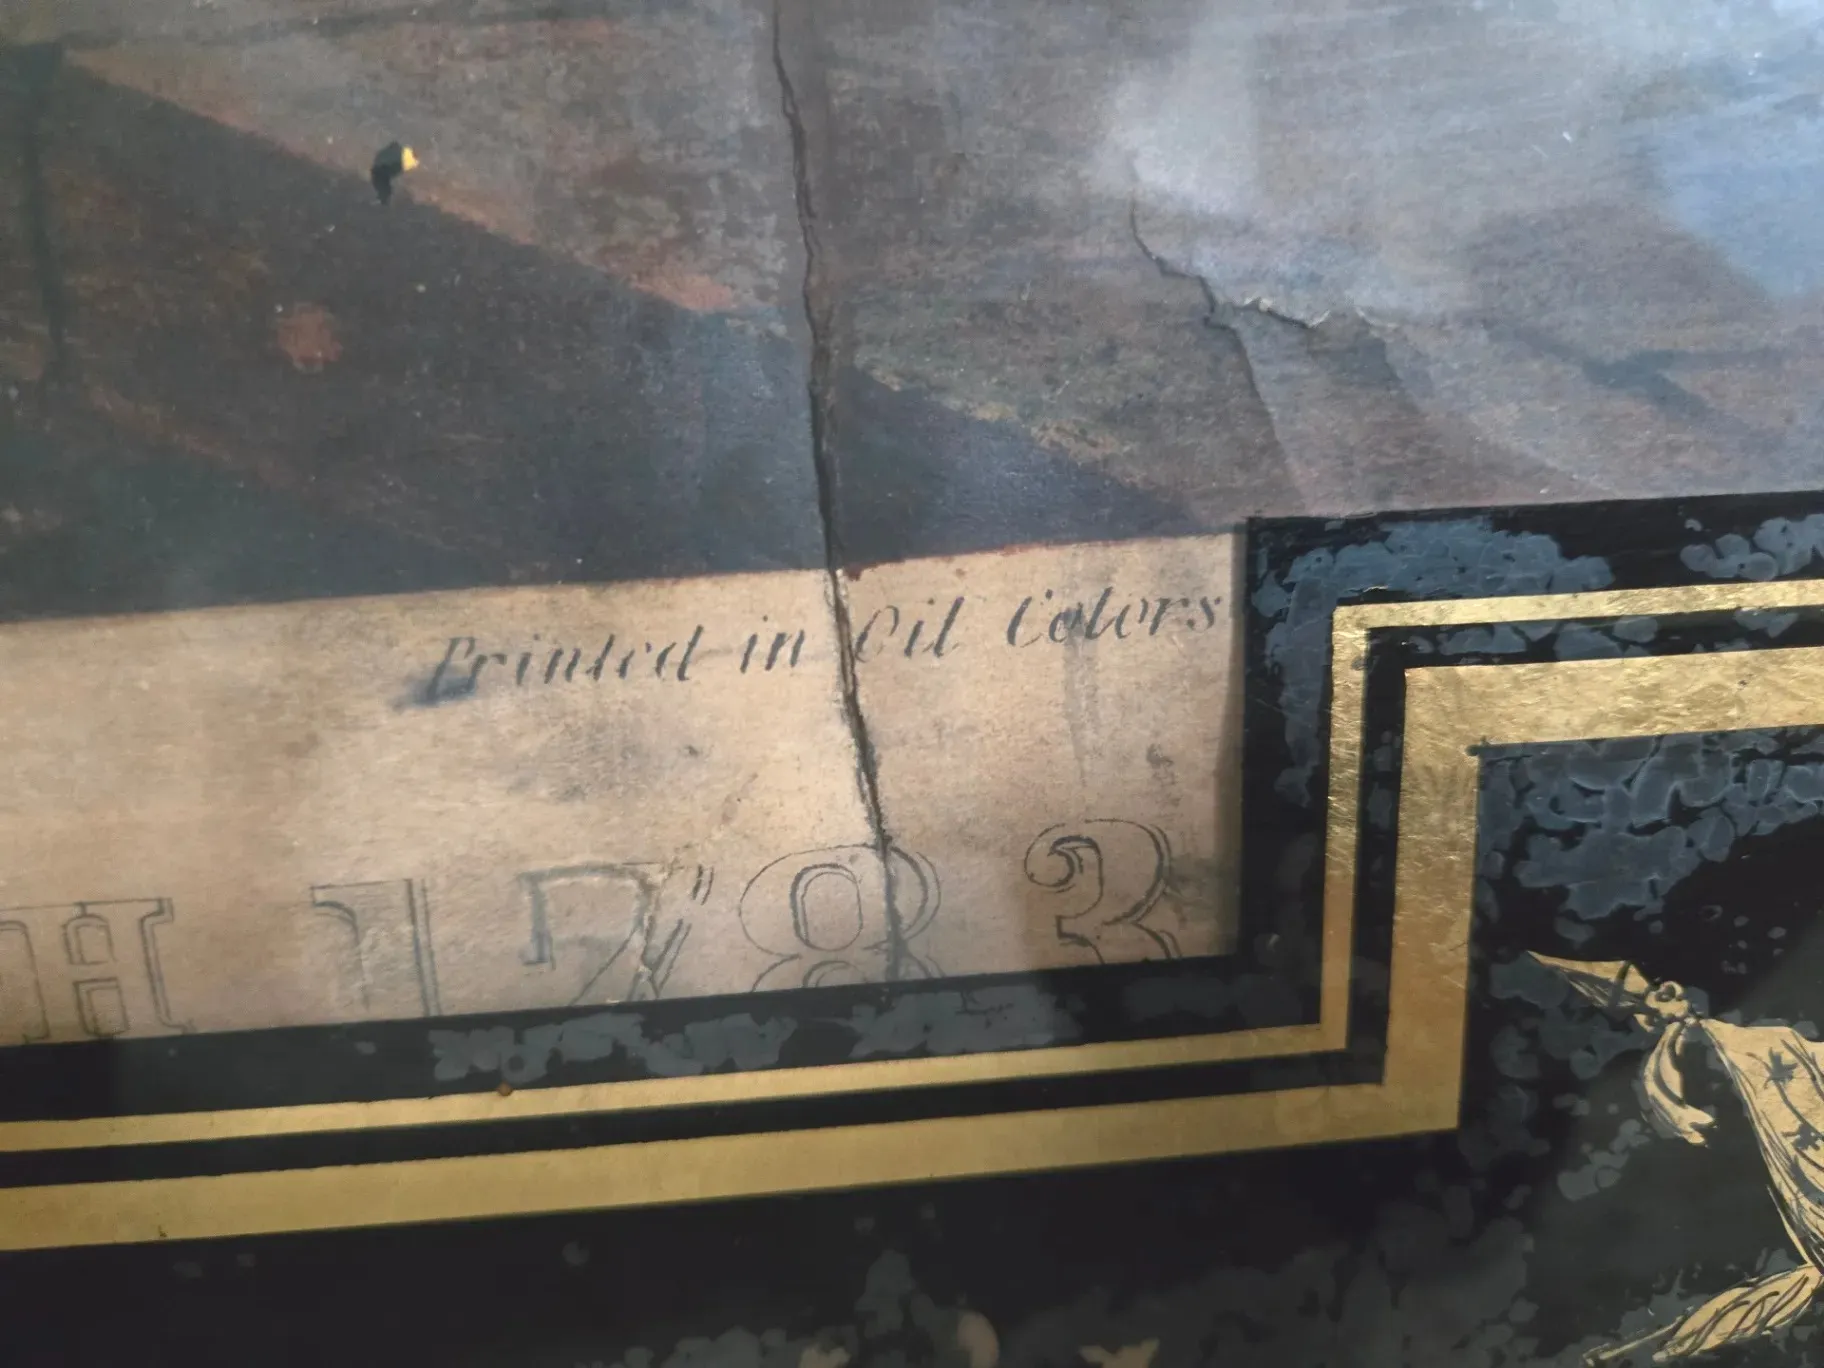 Printed in Oil Colors
H 1783